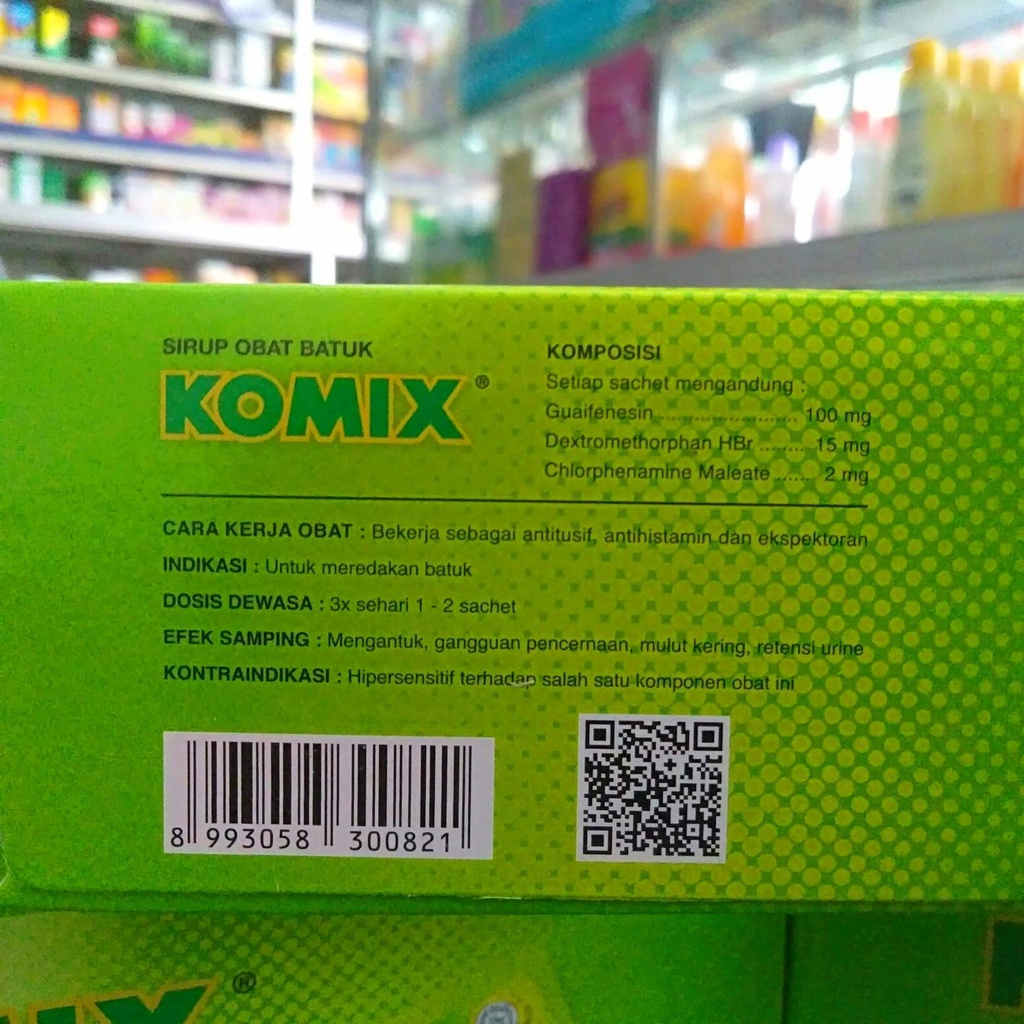 SIRUP OBAT BATUK
KOMIX ®
KOMPOSISI
Setiap sachet mengandung :
Guaifenesin ........................ 100 mg
Dextromethorphan HBr ........ 15 mg
Chlorphenamine Maleate ...... 2 mg
CARA KERJA OBAT : Bekerja sebagai antitusif, antihistamin dan ekspektoran
INDIKASI : Untuk meredakan batuk
DOSIS DEWASA : 3x sehari 1 - 2 sachet
EFEK SAMPING : Mengantuk, gangguan pencernaan, mulut kering, retensi urine
KONTRAINDIKASI : Hipersensitif terhadap salah satu komponen obat ini
8 993058 300821
®